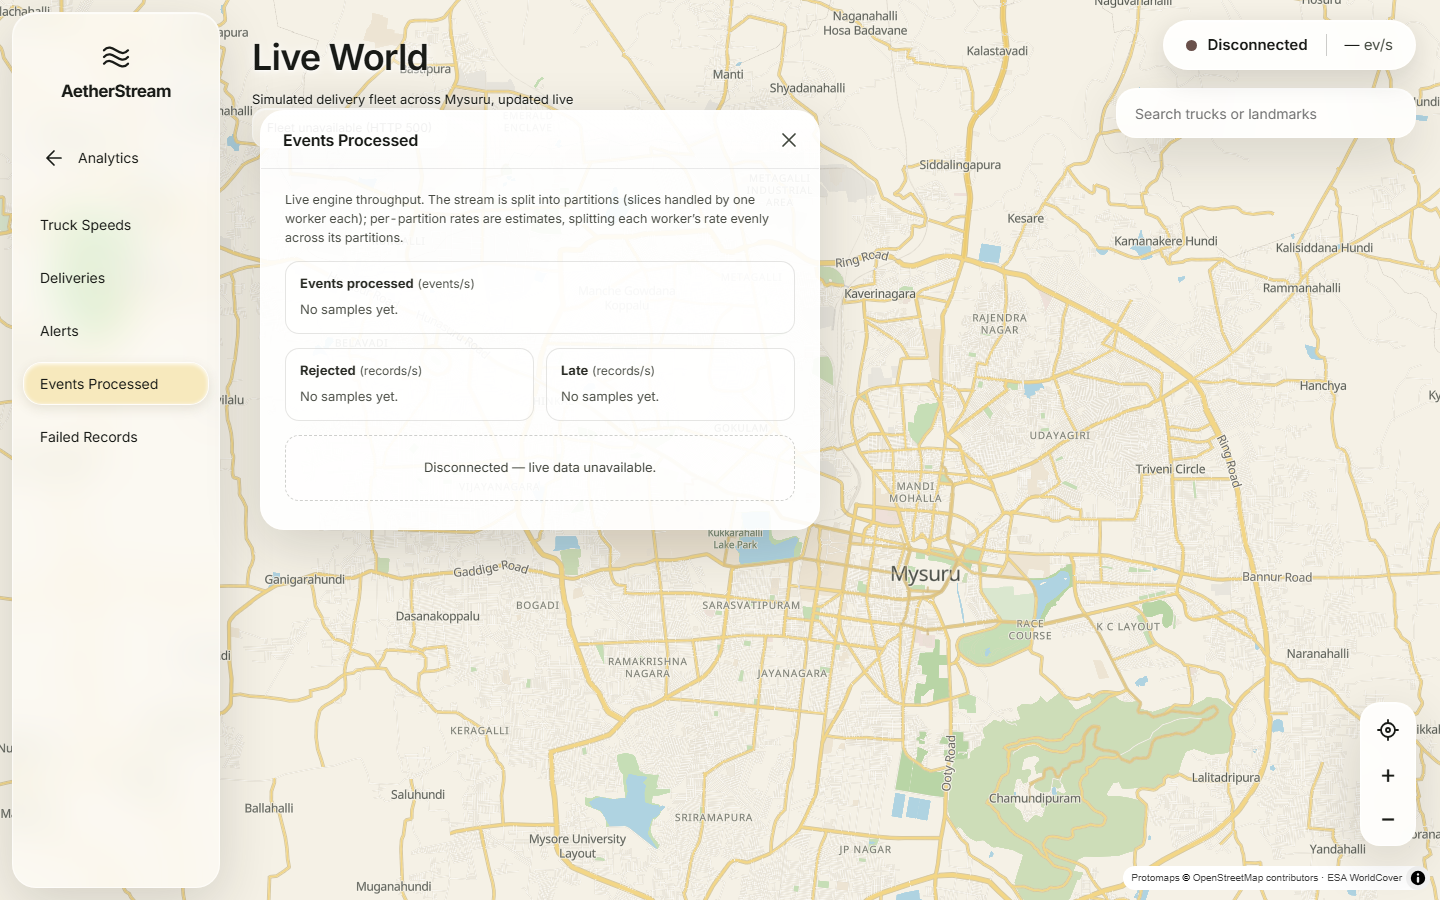 AetherStream
Analytics
Truck Speeds
Deliveries
Alerts
Events Processed
Failed Records
Live World
Simulated delivery fleet across Mysuru, updated live
Fleet unavailable (HTTP 500)
Events Processed
Live engine throughput. The stream is split into partitions (slices handled by one
worker each); per-partition rates are estimates, splitting each worker's rate evenly
across its partitions.
Events processed (events/s)
No samples yet.
Rejected (records/s)
No samples yet.
Late (records/s)
No samples yet.
Disconnected — live data unavailable.
Disconnected
— ev/s
Search trucks or landmarks
Naganahalli
Hosa Badavane
Kalastavadi
Manti
Shyadanahalli
Siddalingapura
Kesare
Kamanakere Hundi
Kalisiddana Hundi
Ring Road
Kaverinagara
Rammanahalli
RAJENDRA
NAGAR
Hanchya
UDAYAGIRI
Ring Road
Triveni Circle
MANDI
MOHALLA
Kukkarahalli
Lake Park
Mysuru
Bannur Road
Ganigarahundi
Gaddige Road
Dasanakoppalu
BOGADI
SARASVATIPURAM
RACE
COURSE
K C LAYOUT
Naranahalli
RAMAKRISHNA
NAGARA
JAYANAGARA
KERAGALLI
Ooty Road
Lalitadripura
Chamundipuram
Saluhundi
Ballahalli
SRIRAMAPURA
Mysore University
Layout
JP NAGAR
Yandahalli
Muganahundi
Protomaps © OpenStreetMap contributors · ESA WorldCover